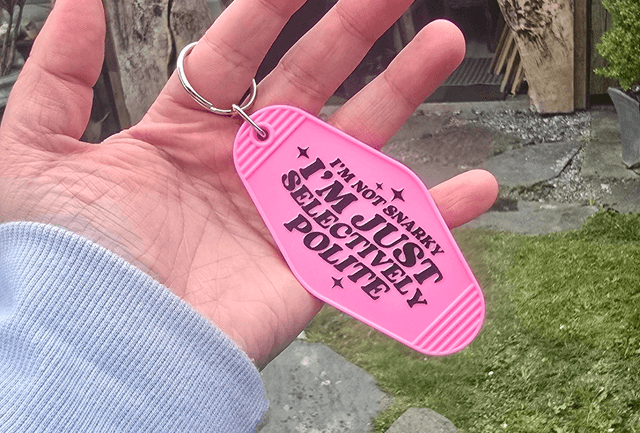 I'M NOT SNARKY
I'M JUST
SELECTIVELY
POLITE